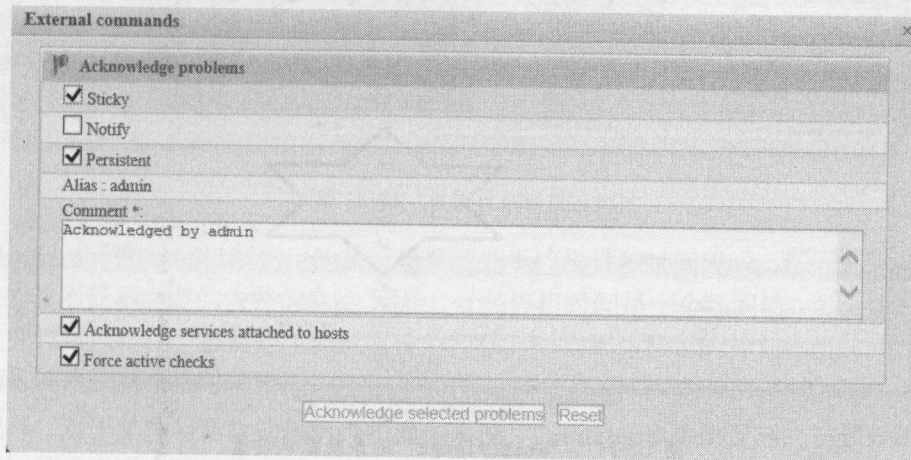 External commands
Acknowledge problems
Sticky
Notify
Persistent
Alias : admin
Comment *:
Acknowledged by admin
Acknowledge services attached to hosts
Force active checks
Acknowledge selected problems Reset